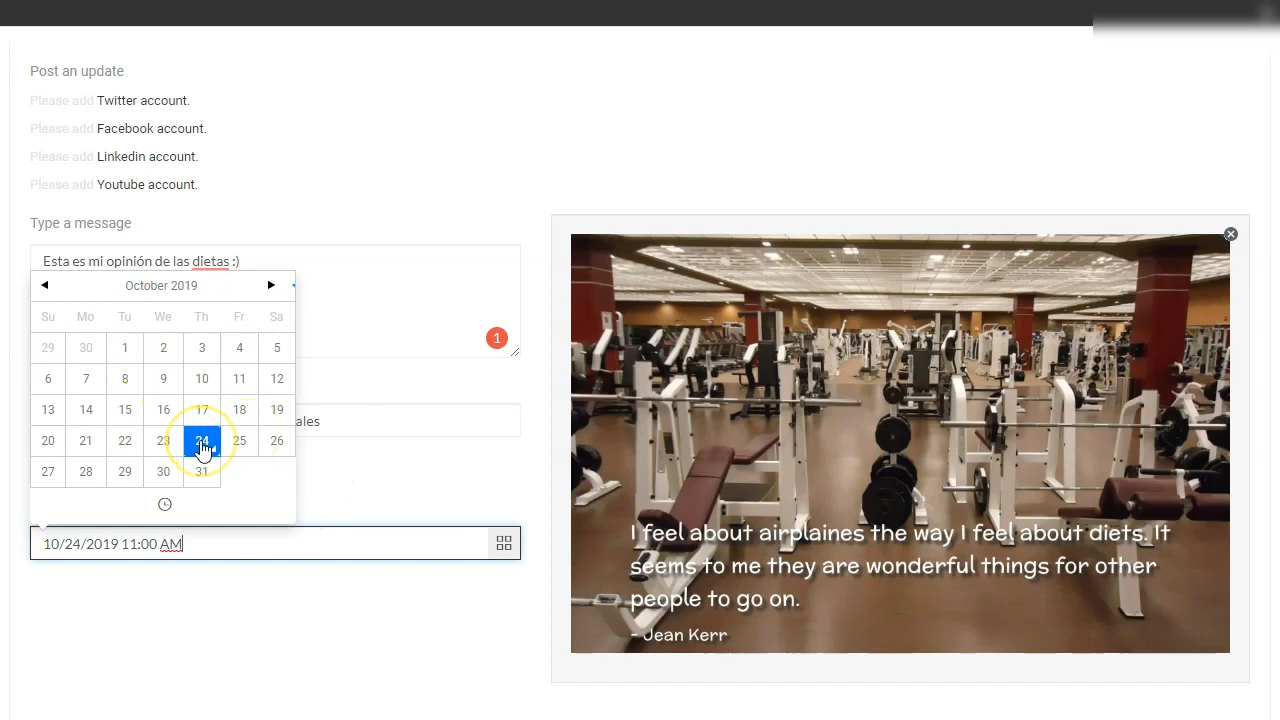 Post an update
Please add Twitter account.
Please add Facebook account.
Please add Linkedin account.
Please add Youtube account.
Type a message
Esta es mi opinión de las dietas :)
October 2019
Su Mo Tu We Th Fr Sa
29 30 1 2 3 4 5
6 7 8 9 10 11 12
1
13 14 15 16 17 18 19
ales
20 21 22 23 24 25 26
27 28 29 30 31
10/24/2019 11:00 AM
I feel about airplaines the way I feel about diets. It
seems to me they are wonderful things for other
people to go on.
- Jean Kerr